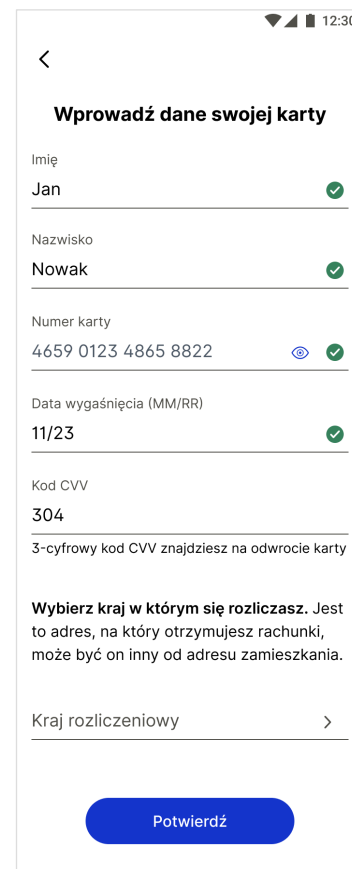 12:30
Wprowadź dane swojej karty
Imię
Jan
Nazwisko
Nowak
Numer karty
4659 0123 4865 8822
Data wygaśnięcia (MM/RR)
11/23
Kod CVV
304
3-cyfrowy kod CVV znajdziesz na odwrocie karty
Wybierz kraj w którym się rozliczasz. Jest
to adres, na który otrzymujesz rachunki,
może być on inny od adresu zamieszkania.
Kraj rozliczeniowy
Potwierdź